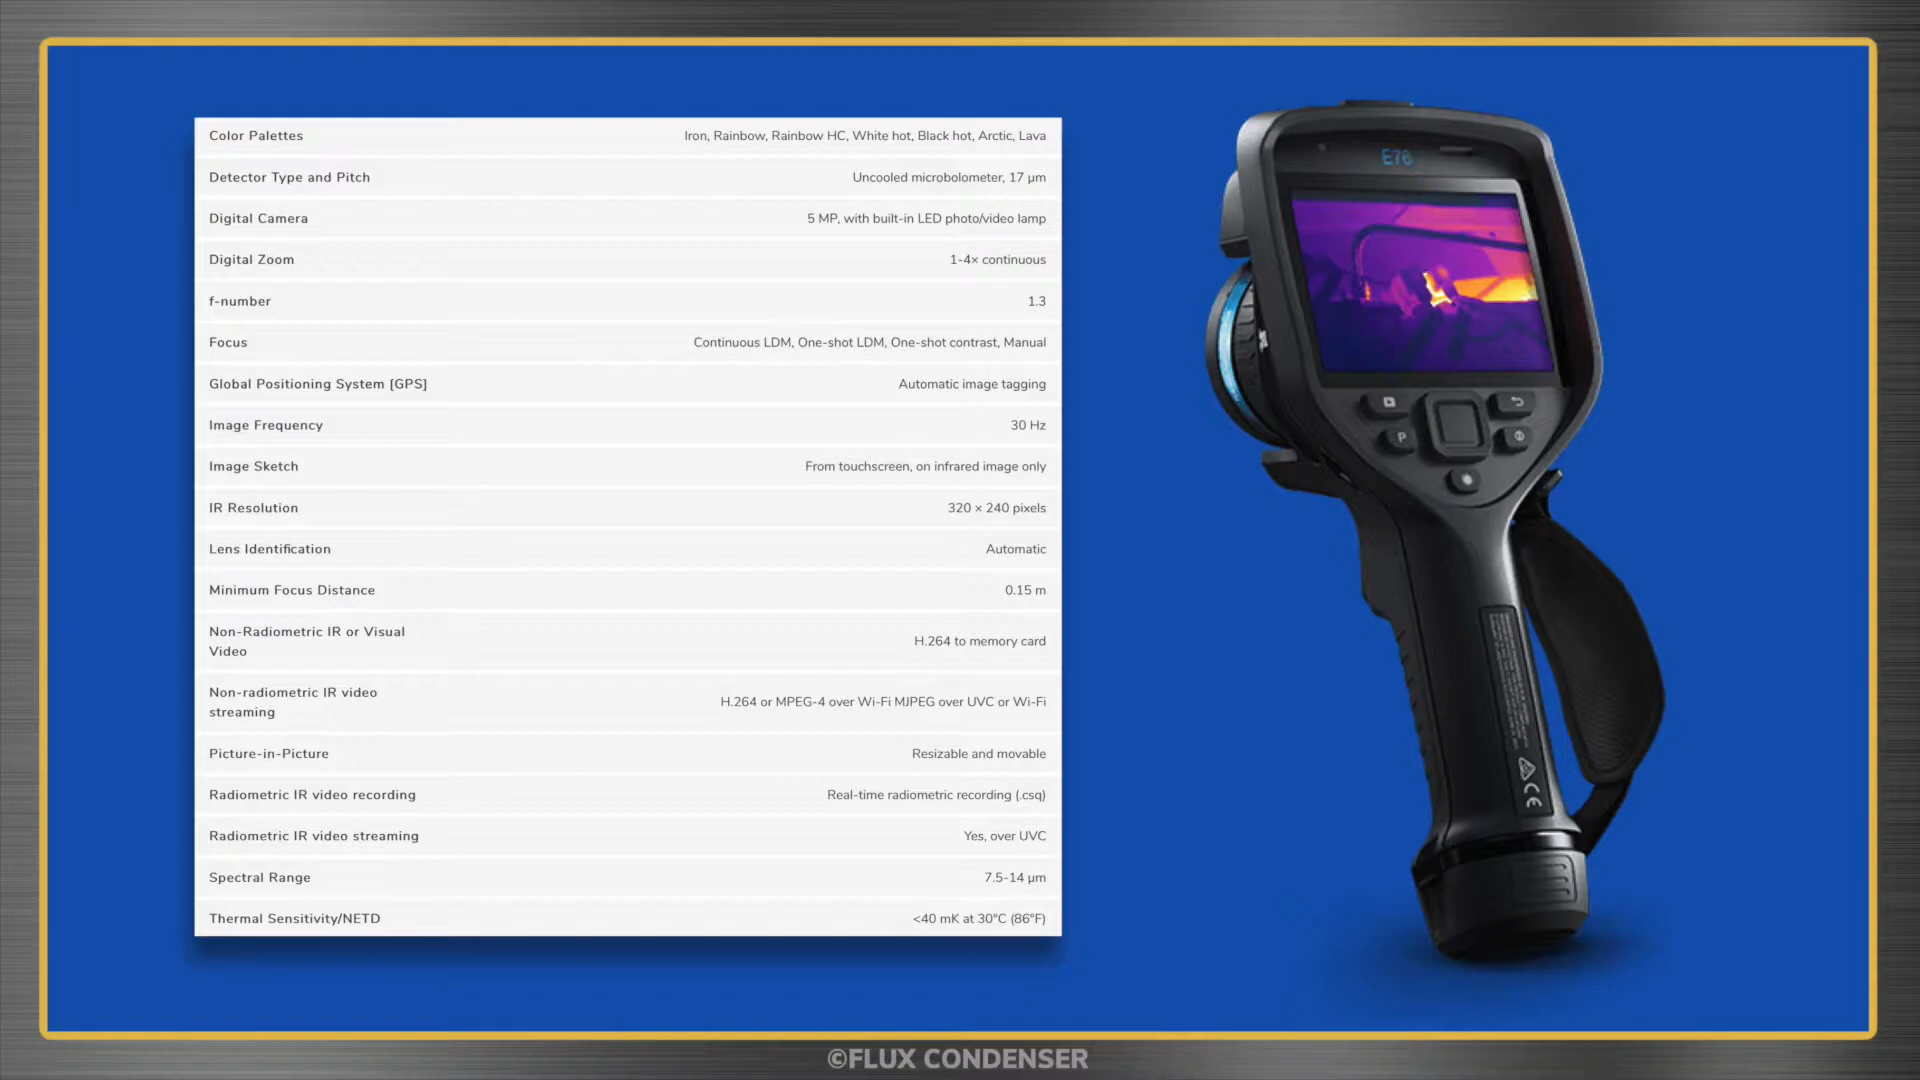 Color Palettes Iron, Rainbow, Rainbow HC, White hot, Black hot, Arctic, Lava
Detector Type and Pitch Uncooled microbolometer, 17 µm
Digital Camera 5 MP, with built-in LED photo/video lamp
Digital Zoom 1-4× continuous
f-number 1.3
Focus Continuous LDM, One-shot LDM, One-shot contrast, Manual
Global Positioning System [GPS] Automatic image tagging
Image Frequency 30 Hz
Image Sketch From touchscreen, on infrared image only
IR Resolution 320 × 240 pixels
Lens Identification Automatic
Minimum Focus Distance 0.15 m
Non-Radiometric IR or Visual
Video
H.264 to memory card
Non-radiometric IR video
streaming
H.264 or MPEG-4 over Wi-Fi MJPEG over UVC or Wi-Fi
Picture-in-Picture Resizable and movable
Radiometric IR video recording Real-time radiometric recording (.csq)
Radiometric IR video streaming Yes, over UVC
Spectral Range 7.5-14 µm
Thermal Sensitivity/NETD <40 mK at 30°C (86°F)
E76
P
CE
©FLUX CONDENSER